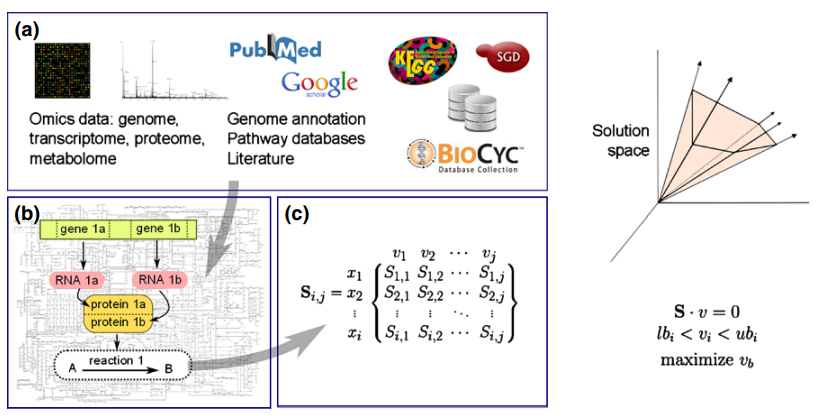 (a)
PubMed
Google
scholar
KEGG
SGD
Omics data: genome,
transcriptome, proteome,
metabolome
Genome annotation
Pathway databases
Literature
BIOCYC™
Database Collection
(b)
gene 1a
gene 1b
RNA 1a
RNA 1b
protein 1a
protein 1b
reaction 1
A
B
(c)
v₁ v₂ ⋯ vⱼ
x₁ S₁,₁ S₁,₂ ⋯ S₁,ⱼ
Sᵢ,ⱼ = x₂ S₂,₁ S₂,₂ ⋯ S₂,ⱼ
⋮ ⋮ ⋮ ⋱ ⋮
xᵢ Sᵢ,₁ Sᵢ,₂ ⋯ Sᵢ,ⱼ
Solution
space
S · v = 0
lbᵢ < vᵢ < ubᵢ
maximize v_b